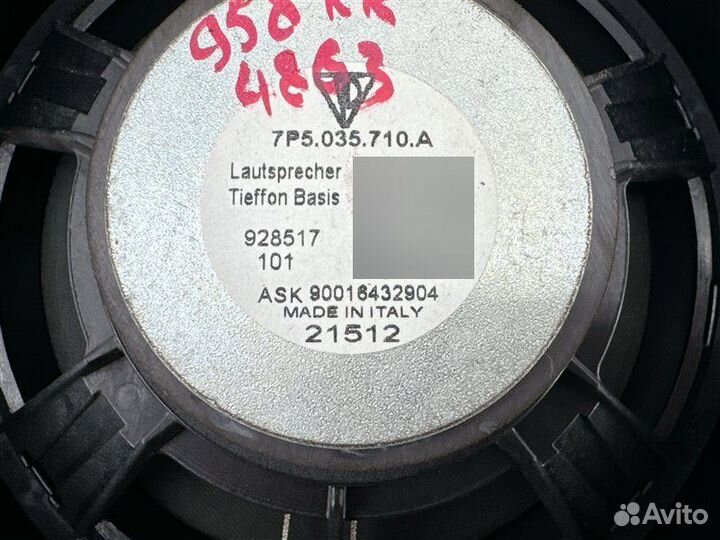 958 RR
4863
7P5.035.710.A
Lautsprecher
Tieffon Basis
928517
101
ASK 90016432904
MADE IN ITALY
21512
Avito